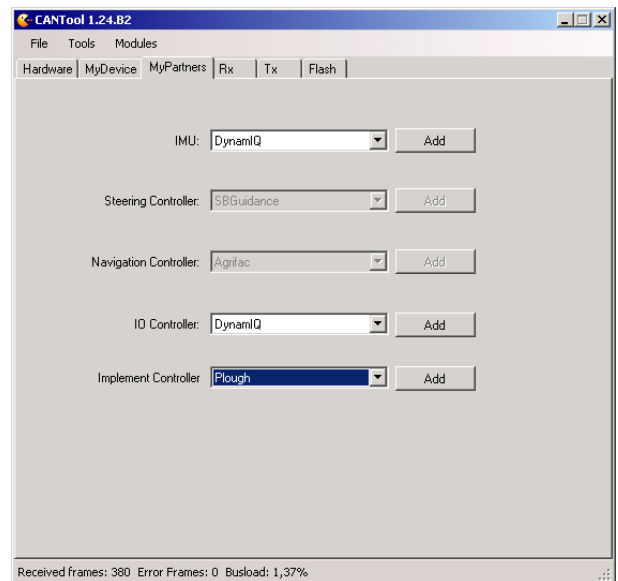 CANTool 1.24.B2
File Tools Modules
Hardware MyDevice MyPartners Rx Tx Flash
IMU: DynamIQ Add
Steering Controller: SBGuidance Add
Navigation Controller: Agrifac Add
IO Controller: DynamIQ Add
Implement Controller Plough Add
Received frames: 380 Error Frames: 0 Busload: 1,37%